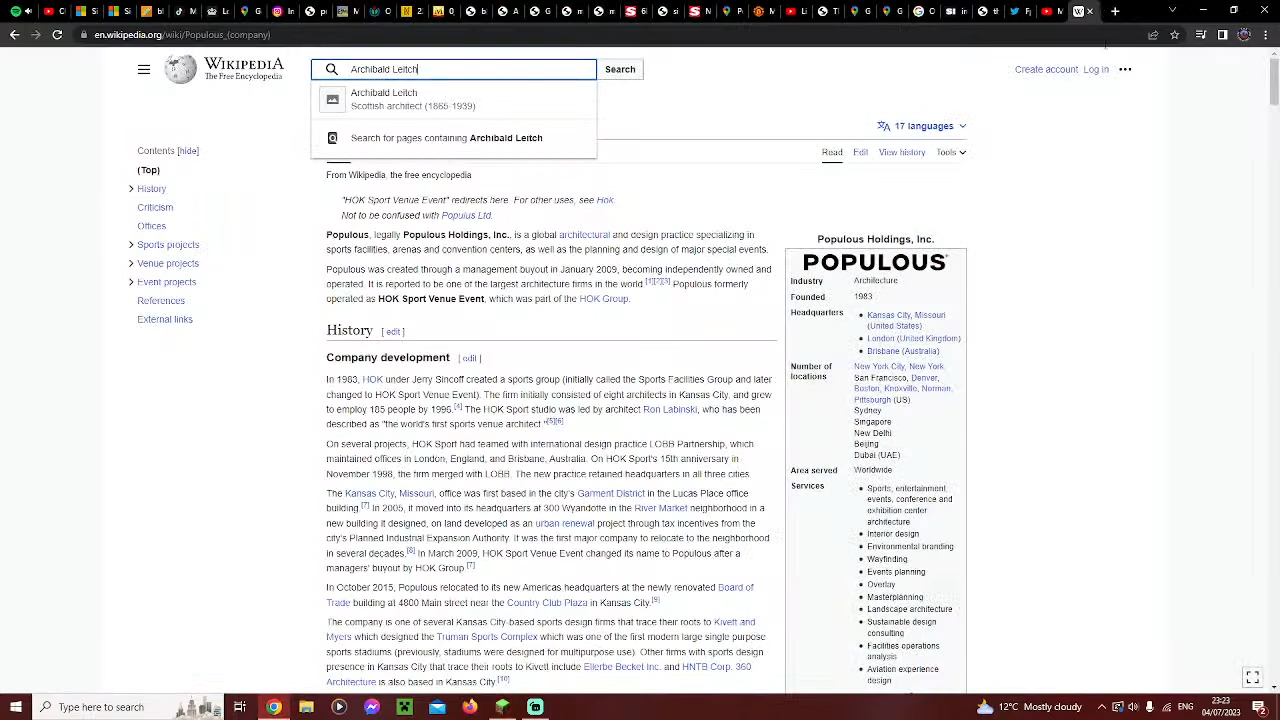 en.wikipedia.org/wiki/Populous_(company)
WIKIPEDIA
The Free Encyclopedia
Archibald Leitch
Search
Create account Log in
Archibald Leitch
Scottish architect (1865-1939)
Search for pages containing Archibald Leitch
17 languages
Read Edit View history Tools
From Wikipedia, the free encyclopedia
Contents [hide]
(Top)
History
Criticism
Offices
Sports projects
Venue projects
Event projects
References
External links
"HOK Sport Venue Event" redirects here. For other uses, see Hok.
Not to be confused with Populus Ltd.
Populous, legally Populous Holdings, Inc., is a global architectural and design practice specializing in
sports facilities, arenas and convention centers, as well as the planning and design of major special events.
Populous was created through a management buyout in January 2009, becoming independently owned and
operated. It is reported to be one of the largest architecture firms in the world.[1][2][3] Populous formerly
operated as HOK Sport Venue Event, which was part of the HOK Group.
History [ edit ]
Company development [ edit ]
In 1983, HOK under Jerry Sincoff created a sports group (initially called the Sports Facilities Group and later
changed to HOK Sport Venue Event). The firm initially consisted of eight architects in Kansas City, and grew
to employ 185 people by 1996.[4] The HOK Sport studio was led by architect Ron Labinski, who has been
described as "the world's first sports venue architect."[5][6]
On several projects, HOK Sport had teamed with international design practice LOBB Partnership, which
maintained offices in London, England, and Brisbane, Australia. On HOK Sport's 15th anniversary in
November 1998, the firm merged with LOBB. The new practice retained headquarters in all three cities.
The Kansas City, Missouri, office was first based in the city's Garment District in the Lucas Place office
building.[7] In 2005, it moved into its headquarters at 300 Wyandotte in the River Market neighborhood in a
new building it designed, on land developed as an urban renewal project through tax incentives from the
city's Planned Industrial Expansion Authority. It was the first major company to relocate to the neighborhood
in several decades.[8] In March 2009, HOK Sport Venue Event changed its name to Populous after a
managers' buyout by HOK Group.[7]
In October 2015, Populous relocated to its new Americas headquarters at the newly renovated Board of
Trade building at 4800 Main street near the Country Club Plaza in Kansas City.[9]
The company is one of several Kansas City-based sports design firms that trace their roots to Kivett and
Myers which designed the Truman Sports Complex which was one of the first modern large single purpose
sports stadiums (previously, stadiums were designed for multipurpose use). Other firms with sports design
presence in Kansas City that trace their roots to Kivett include Ellerbe Becket Inc. and HNTB Corp. 360
Architecture is also based in Kansas City.[10]
Populous Holdings, Inc.
POPULOUS
Industry Architecture
Founded 1983
Headquarters Kansas City, Missouri
(United States)
London (United Kingdom)
Brisbane (Australia)
Number of
locations
New York City, New York,
San Francisco, Denver,
Boston, Knoxville, Norman,
Pittsburgh (US)
Sydney
Singapore
New Delhi
Beijing
Dubai (UAE)
Area served Worldwide
Services
Sports, entertainment,
events, conference and
exhibition center
architecture
Interior design
Environmental branding
Wayfinding
Events planning
Overlay
Masterplanning
Landscape architecture
Sustainable design
consulting
Facilities operations
analysis
Aviation experience
design
Type here to search
12°C Mostly cloudy
23:23
04/07/2023